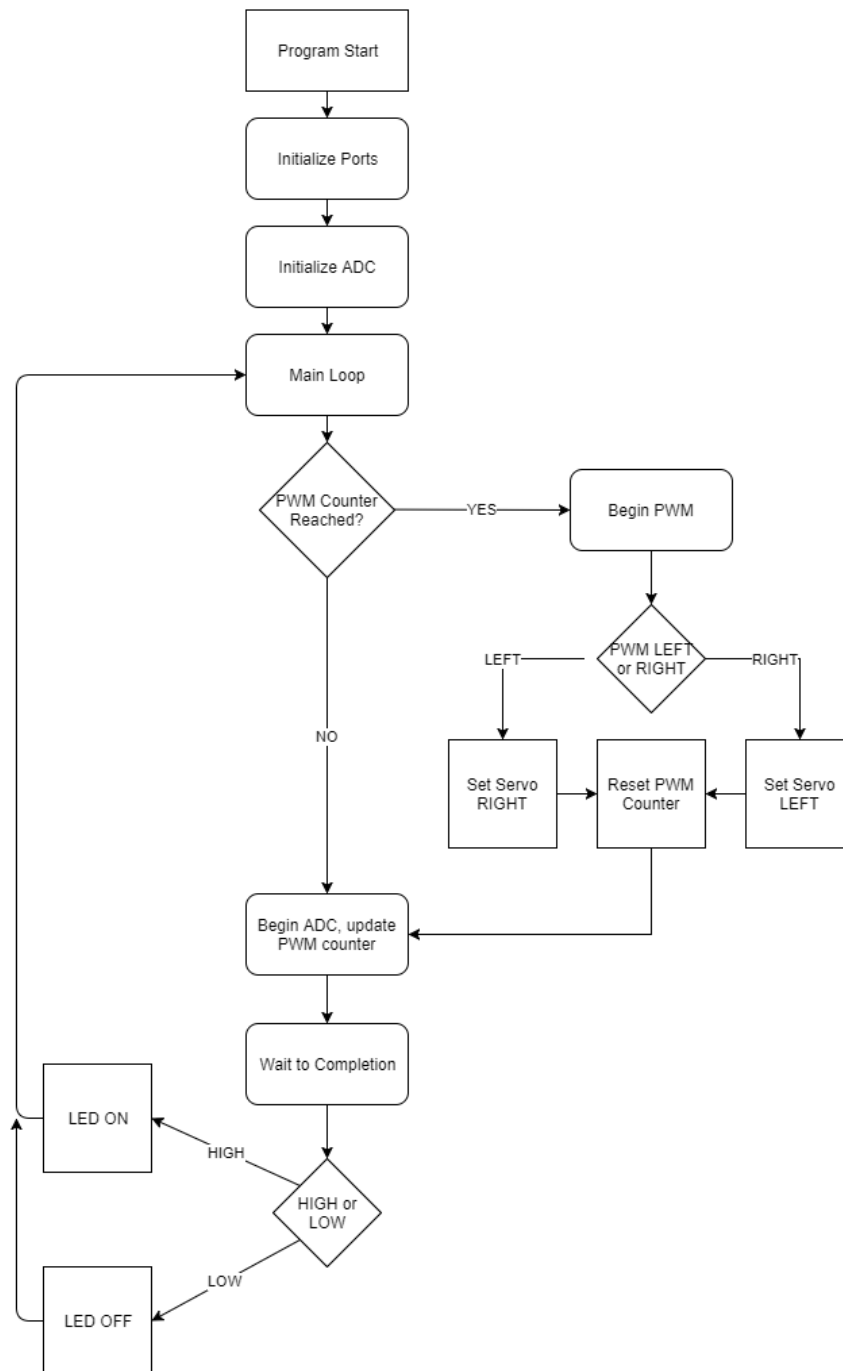 Program Start
Initialize Ports
Initialize ADC
Main Loop
PWM Counter
Reached?
YES
Begin PWM
PWM LEFT
or RIGHT
LEFT
RIGHT
NO
Set Servo
RIGHT
Reset PWM
Counter
Set Servo
LEFT
Begin ADC, update
PWM counter
Wait to Completion
LED ON
HIGH
HIGH or
LOW
LOW
LED OFF